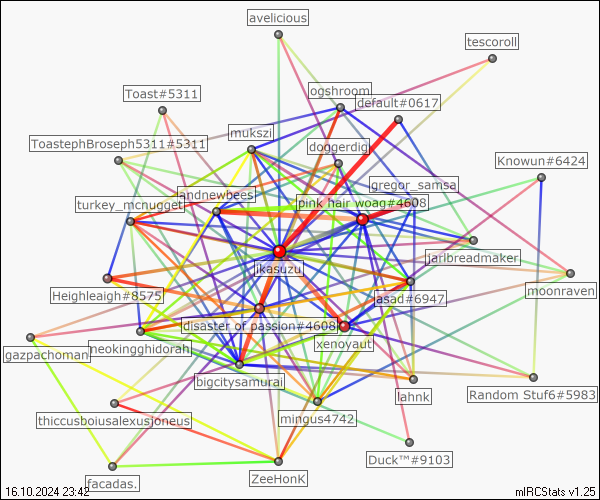 avelicious
tescoroll
Toast#5311
ogshroom
default#0617
mukszi
ToastephBroseph5311#5311
doggerdig
Knowun#6424
gregor_samsa
andnewbees
turkey_mcnugget
pink hair woag#4608
jaribreadmaker
jkasuzu
moonraven
Heighleaigh#8575
asad#6947
disaster of passion#4608
xenoyaut
neokingghidorah
gazpachoman
bigcitysamurai
Random Stuf6#5983
lahnk
thiccusboiusalexusjoneus
mingus4742
Duck™#9103
ZeeHonK
facadas.
16.10.2024 23:42
mIRCStats v1.25